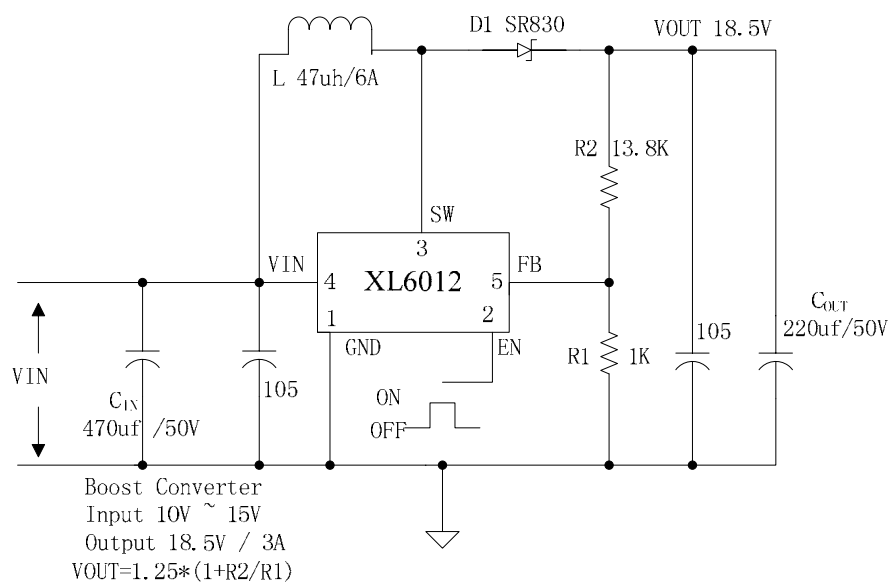 D1 SR830
VOUT 18.5V
L 47uh/6A
R2 13.8K
SW
3
VIN
4
XL6012
5
FB
1
2
GND
EN
COUT
220uf/50V
105
R1 1K
VIN
105
ON
OFF
CIN
470uf /50V
Boost Converter
Input 10V ~ 15V
Output 18.5V / 3A
VOUT=1.25*(1+R2/R1)